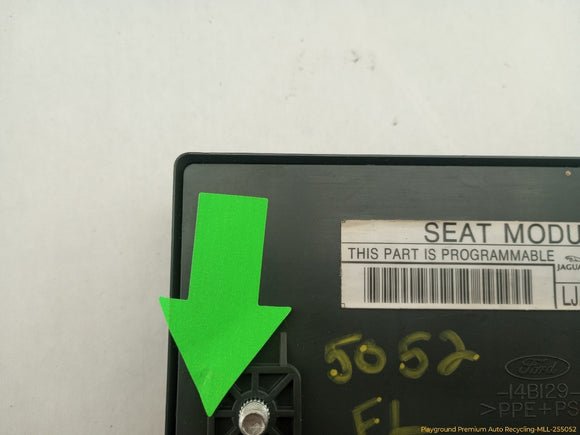 SEAT MODU
THIS PART IS PROGRAMMABLE
JAGUA
LJ
5052
Ford
14B129-
FL
>PPE+PS
Playground Premium Auto Recycling-MLL-255052